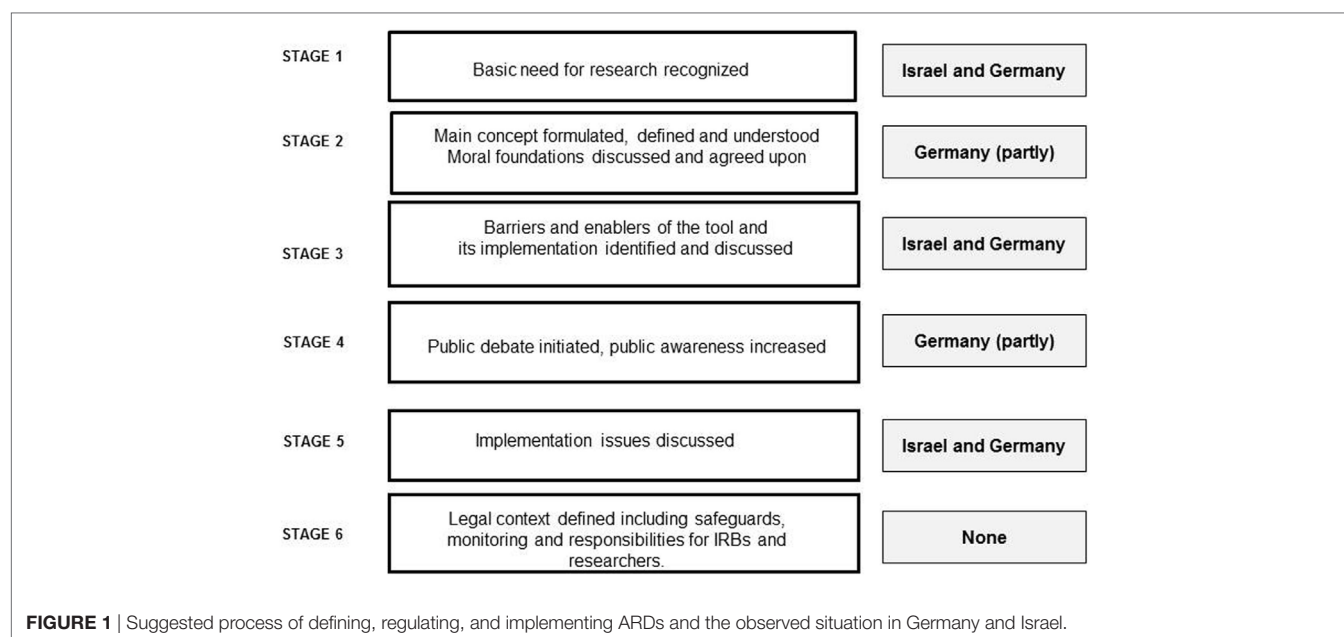 STAGE 1
Basic need for research recognized
Israel and Germany
STAGE 2
Main concept formulated, defined and understood
Moral foundations discussed and agreed upon
Germany (partly)
STAGE 3
Barriers and enablers of the tool and
its implementation identified and discussed
Israel and Germany
STAGE 4
Public debate initiated, public awareness increased
Germany (partly)
STAGE 5
Implementation issues discussed
Israel and Germany
STAGE 6
Legal context defined including safeguards,
monitoring and responsibilities for IRBs and
researchers.
None
FIGURE 1 | Suggested process of defining, regulating, and implementing ARDs and the observed situation in Germany and Israel.